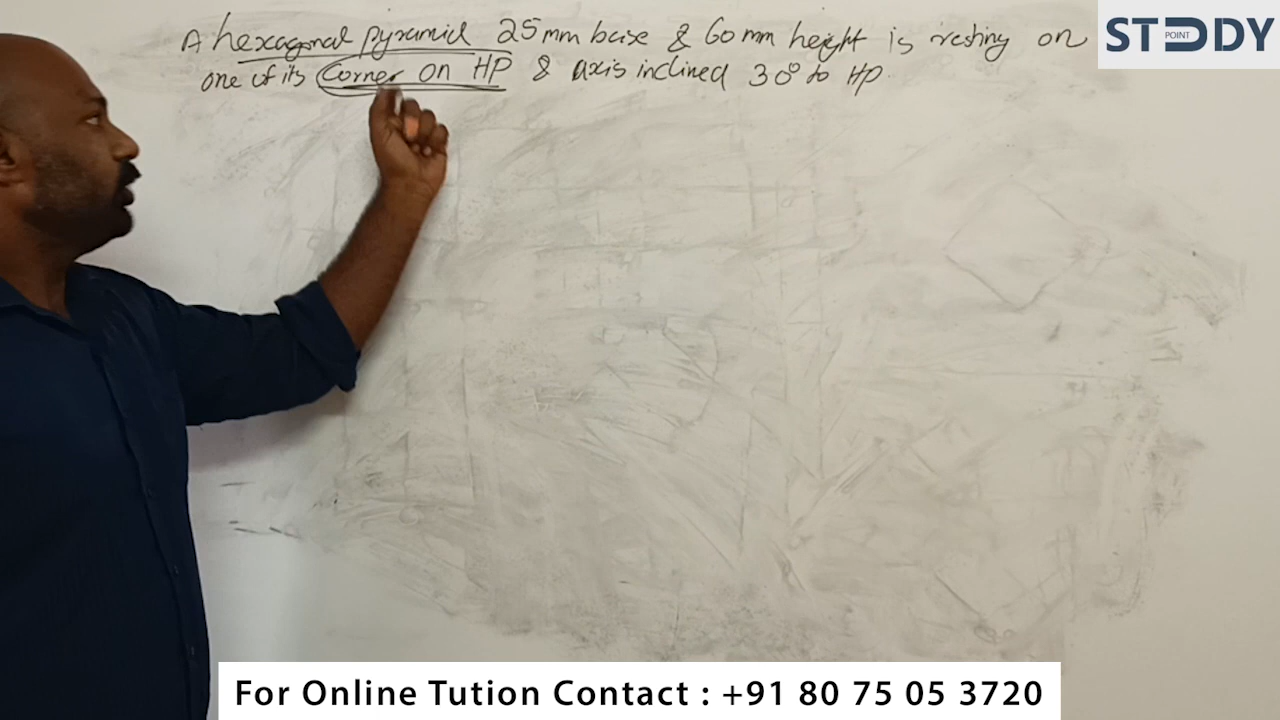 A hexagonal pyramid 25mm base & 60mm height is resting on
one of its Corner on HP & axis inclined 30° to HP.
STUDY
POINT
For Online Tution Contact : +91 80 75 05 3720